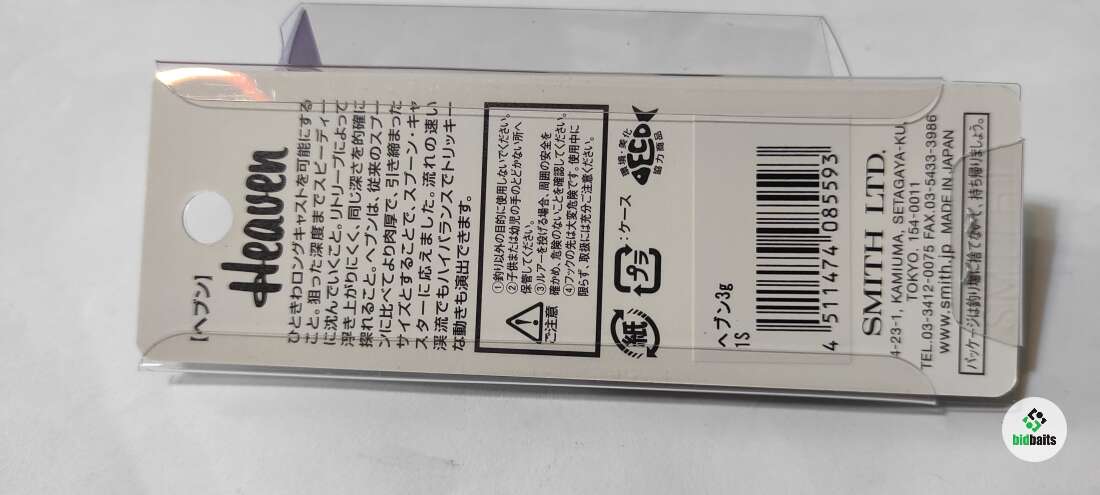 【ヘブン】
Heaven
ひときわロングキャストを可能にする
こと。狙った深度までスピーディー
に沈んでいくこと。リトリーブによって
浮き上がりにくく、同じ深さを的確に
探れること。ヘブンは、従来のスプー
ンに比べてより肉厚で、引き締まった
サイズとすることで、スプーン・キャ
スターに応えました。流れの速い
渓流でもハイバランスでトリッキー
な動きも演出できます。
ご注意
①釣り以外の目的に使用しないでください。
②子供または幼児の手のとどかない所へ
保管してください。
③ルアーを投げる場合、周囲の安全を
確かめ、危険のないことを確認してください。
④フックの先は大変危険です。使用中に
限らず、取扱には充分ご注意ください。
紙
プラ
:ケース
環境・美化
ECO
協力商品
ヘブン3g
1S
4 511474 085593
SMITH LTD.
4-23-1, KAMIUMA, SETAGAYA-KU,
TOKYO. 154-0011
TEL.03-3412-0075 FAX.03-5433-3986
www.smith.jp MADE IN JAPAN
パッケージは釣り場に捨てないで、持ち帰りましょう。
bidbaits